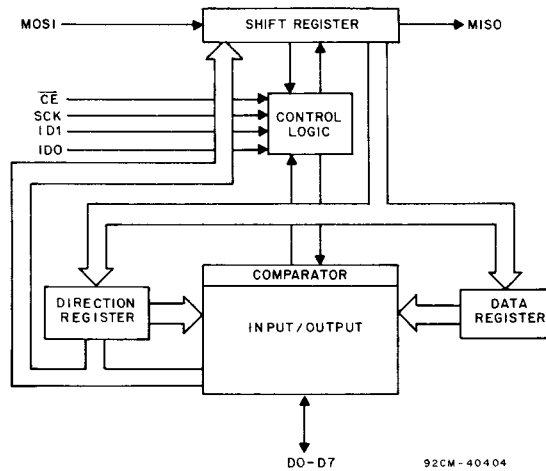 MOSI
SHIFT REGISTER
MISO
CE
SCK
ID1
ID0
CONTROL
LOGIC
COMPARATOR
DIRECTION
REGISTER
INPUT/OUTPUT
DATA
REGISTER
D0-D7
92CM-40404